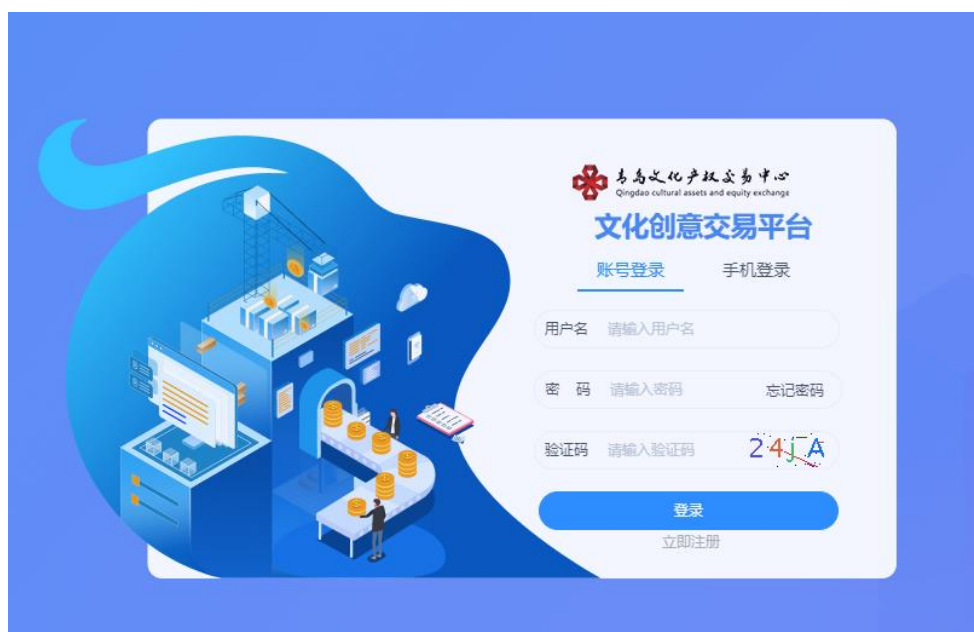 青岛文化产权交易中心
Qingdao cultural assets and equity exchange
文化创意交易平台
账号登录 手机登录
用户名 请输入用户名
密 码 请输入密码 忘记密码
验证码 请输入验证码 24jA
登录
立即注册